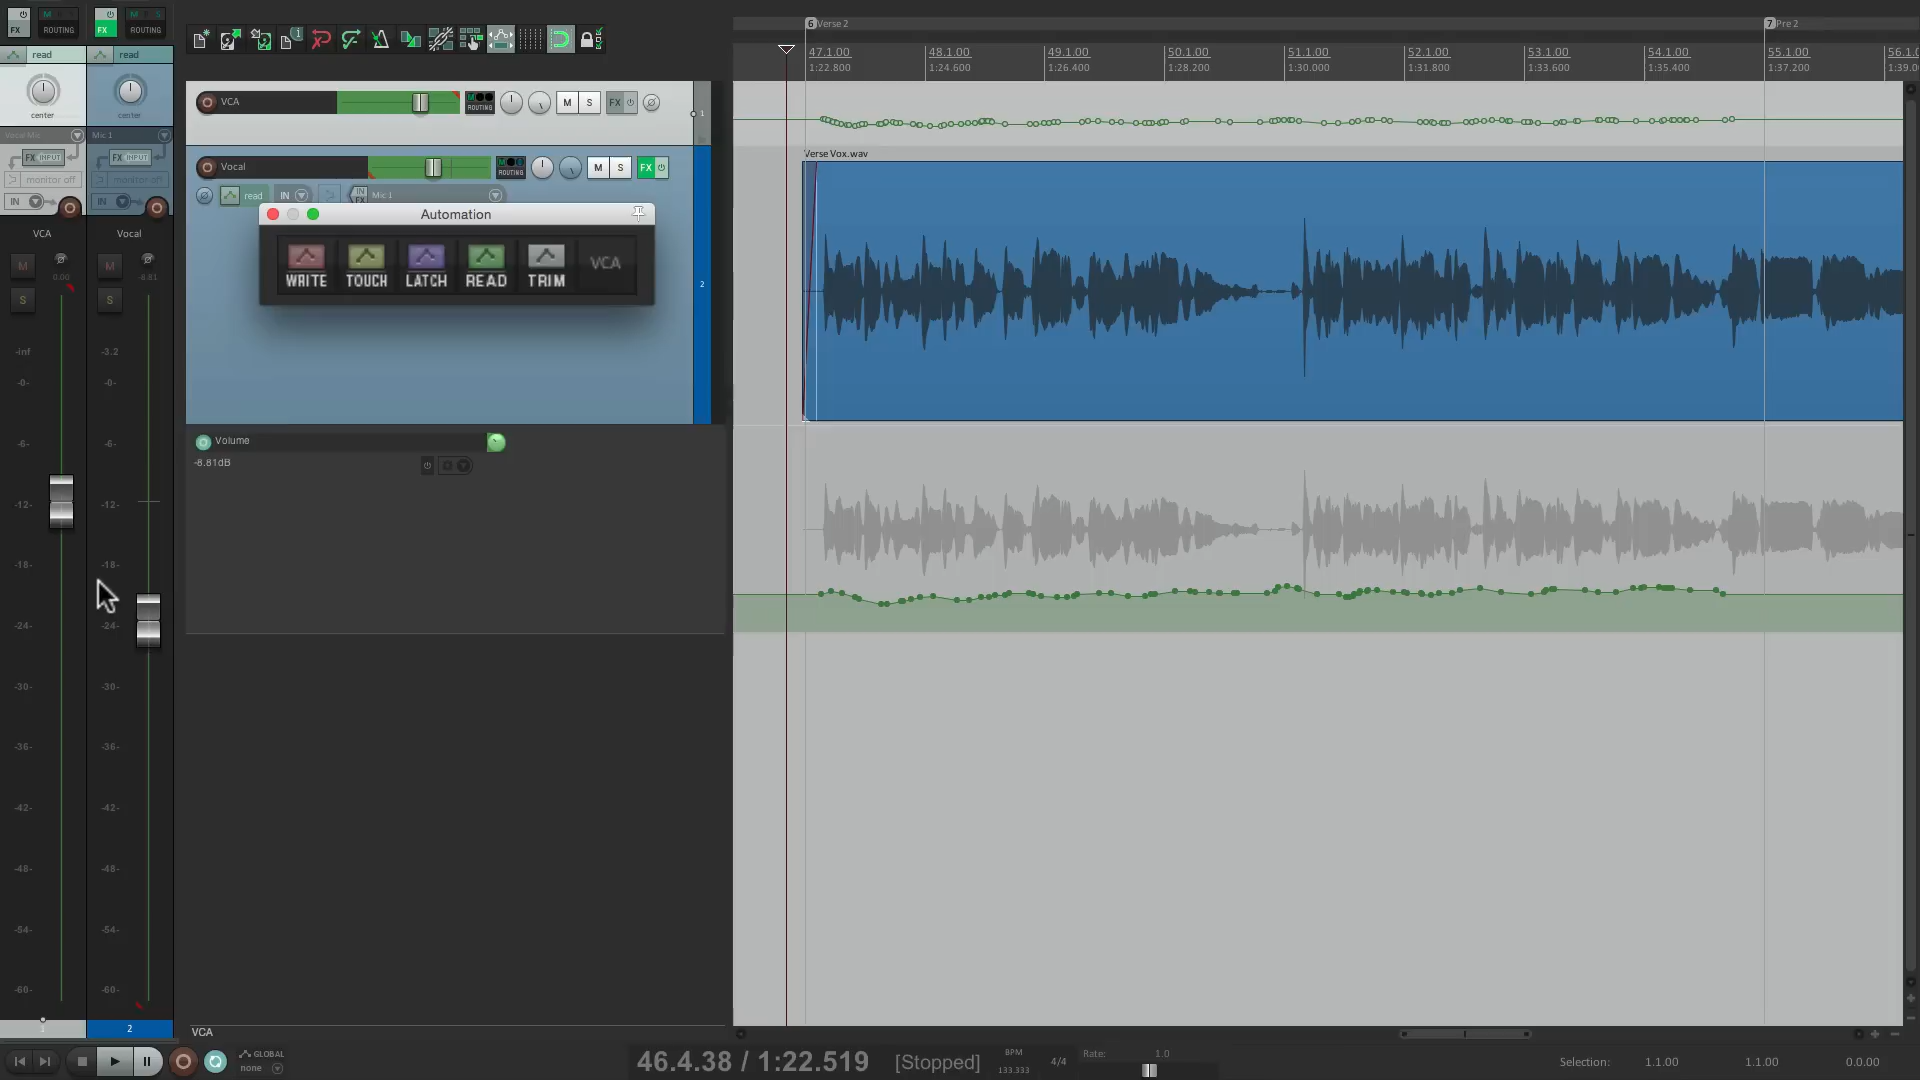 FX
M S
ROUTING
FX
M S
ROUTING
read
read
center
center
Vocal Mic
Mic 1
FX INPUT
FX INPUT
monitor off
monitor off
IN
IN
VCA
Vocal
M
0.00
M
-8.81
S
S
-inf
-3.2
-0-
-0-
-6-
-6-
-12-
-12-
-18-
-18-
-24-
-24-
-30-
-30-
-36-
-36-
-42-
-42-
-48-
-48-
-54-
-54-
-60-
-60-
1
2
VCA
ROUTING
M
S
FX
1
Vocal
ROUTING
M
S
FX
read
IN
IN
FX
Mic 1
2
Automation
WRITE
TOUCH
LATCH
READ
TRIM
VCA
Volume
-8.81dB
VCA
6 Verse 2
7 Pre 2
47.1.00
48.1.00
49.1.00
50.1.00
51.1.00
52.1.00
53.1.00
54.1.00
55.1.00
56.1.0
1:22.800
1:24.600
1:26.400
1:28.200
1:30.000
1:31.800
1:33.600
1:35.400
1:37.200
1:39.0
Verse Vox.wav
GLOBAL
none
46.4.38 / 1:22.519
[Stopped]
BPM
133.333
4/4
Rate:
1.0
Selection:
1.1.00
1.1.00
0.0.00